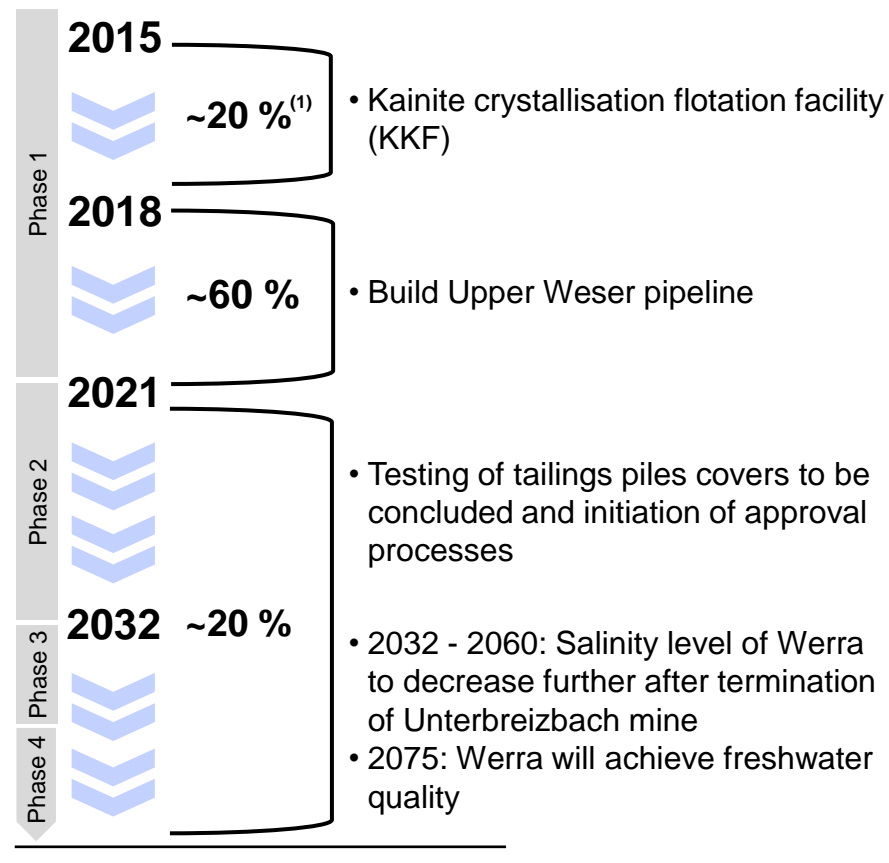 2015
~20 %(1)
• Kainite crystallisation flotation facility
(KKF)
Phase 1
2018
~60 %
• Build Upper Weser pipeline
2021
Phase 2
• Testing of tailings piles covers to be
concluded and initiation of approval
processes
2032 ~20 %
Phase 3
• 2032 - 2060: Salinity level of Werra
to decrease further after termination
of Unterbreizbach mine
Phase 4
• 2075: Werra will achieve freshwater
quality